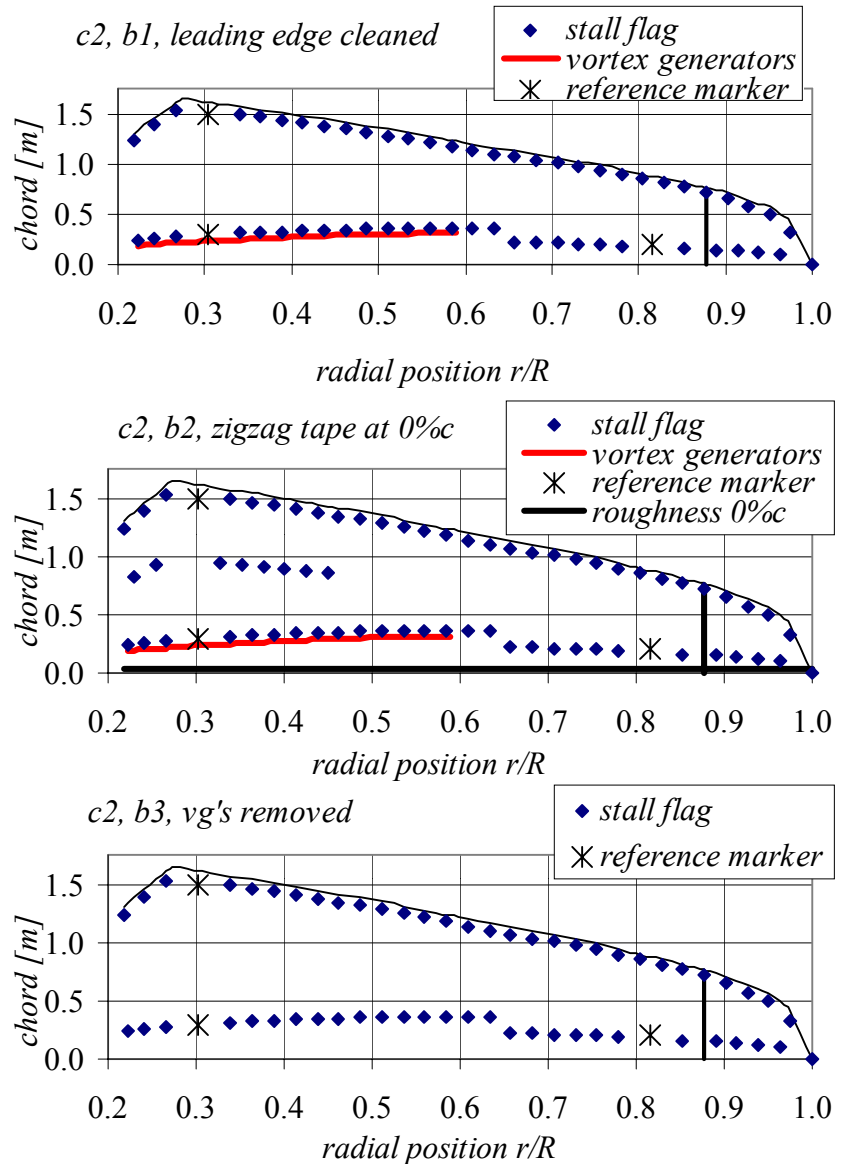 c2, b1, leading edge cleaned
stall flag
vortex generators
reference marker
chord [m]
1.5
1.0
0.5
0.0
0.2 0.3 0.4 0.5 0.6 0.7 0.8 0.9 1.0
radial position r/R
c2, b2, zigzag tape at 0%c
stall flag
vortex generators
reference marker
roughness 0%c
chord [m]
1.5
1.0
0.5
0.0
0.2 0.3 0.4 0.5 0.6 0.7 0.8 0.9 1.0
radial position r/R
c2, b3, vg's removed
stall flag
reference marker
chord [m]
1.5
1.0
0.5
0.0
0.2 0.3 0.4 0.5 0.6 0.7 0.8 0.9 1.0
radial position r/R